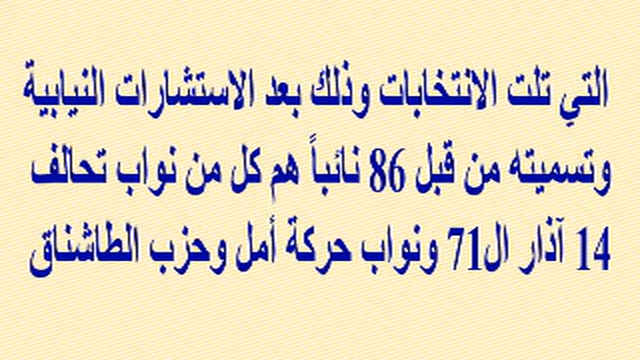 التي تلت الانتخابات وذلك بعد الاستشارات النيابية
وتسميته من قبل 86 نائباً هم كل من نواب تحالف
14 آذار ال71 ونواب حركة أمل وحزب الطاشناق